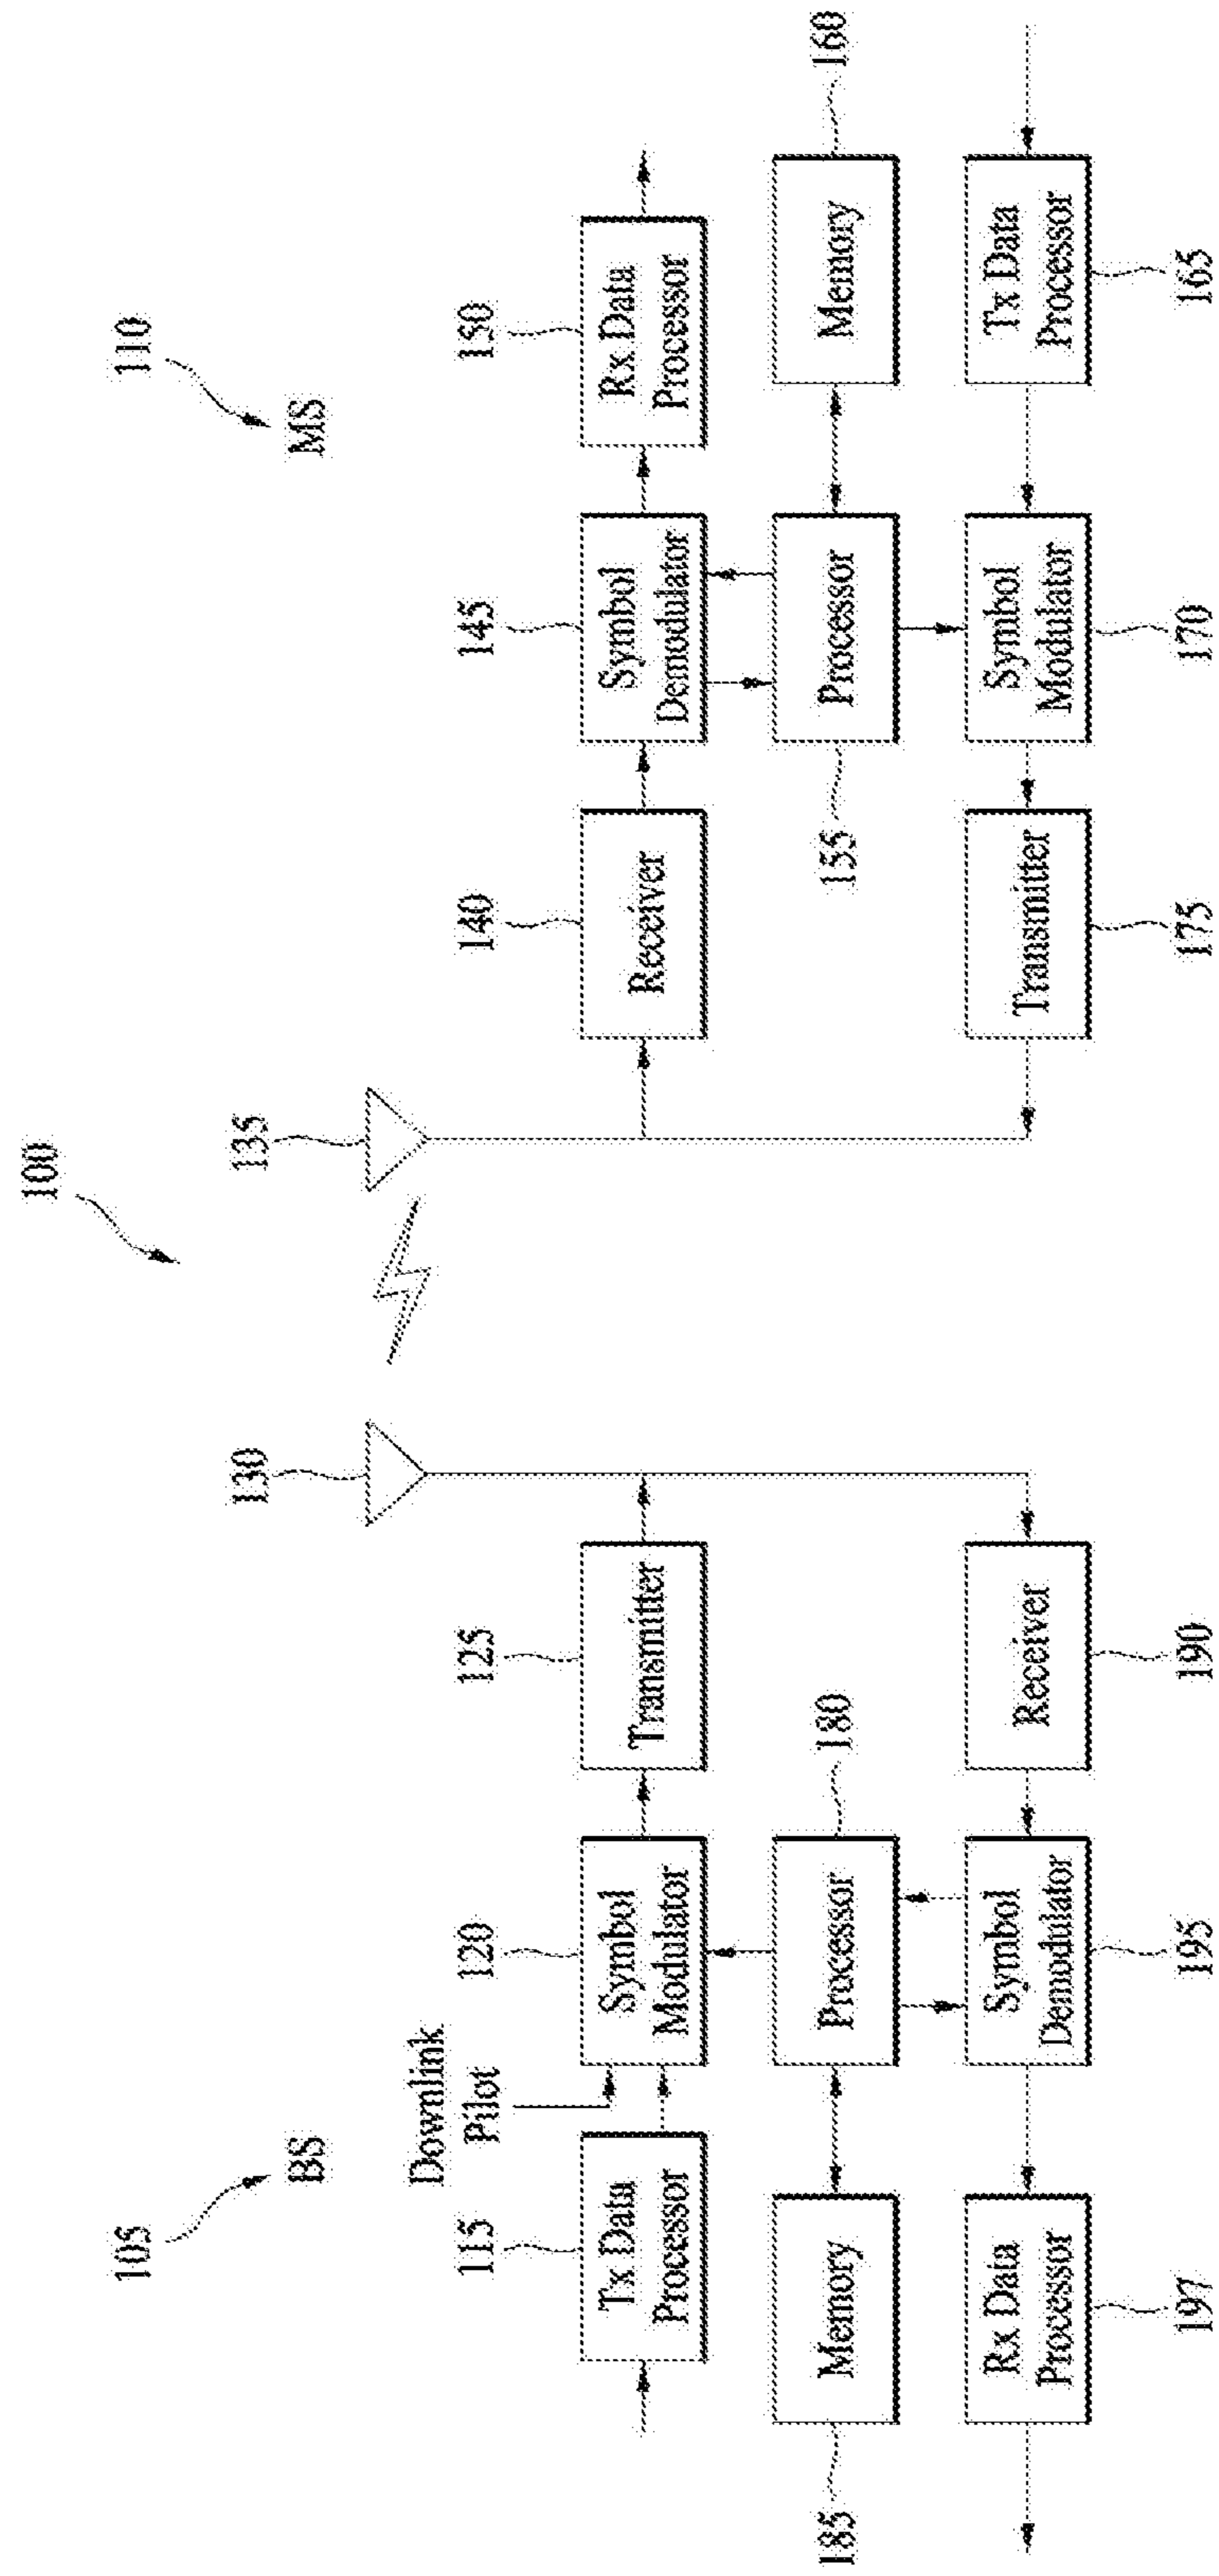 100
105
BS
110
MS
Downlink
Pilot
115
Tx Data
Processor
120
Symbol
Modulator
125
Transmitter
130
135
140
Receiver
145
Symbol
Demodulator
150
Rx Data
Processor
185
Memory
180
Processor
155
Processor
160
Memory
197
Rx Data
Processor
195
Symbol
Demodulator
190
Receiver
175
Transmitter
170
Symbol
Modulator
165
Tx Data
Processor